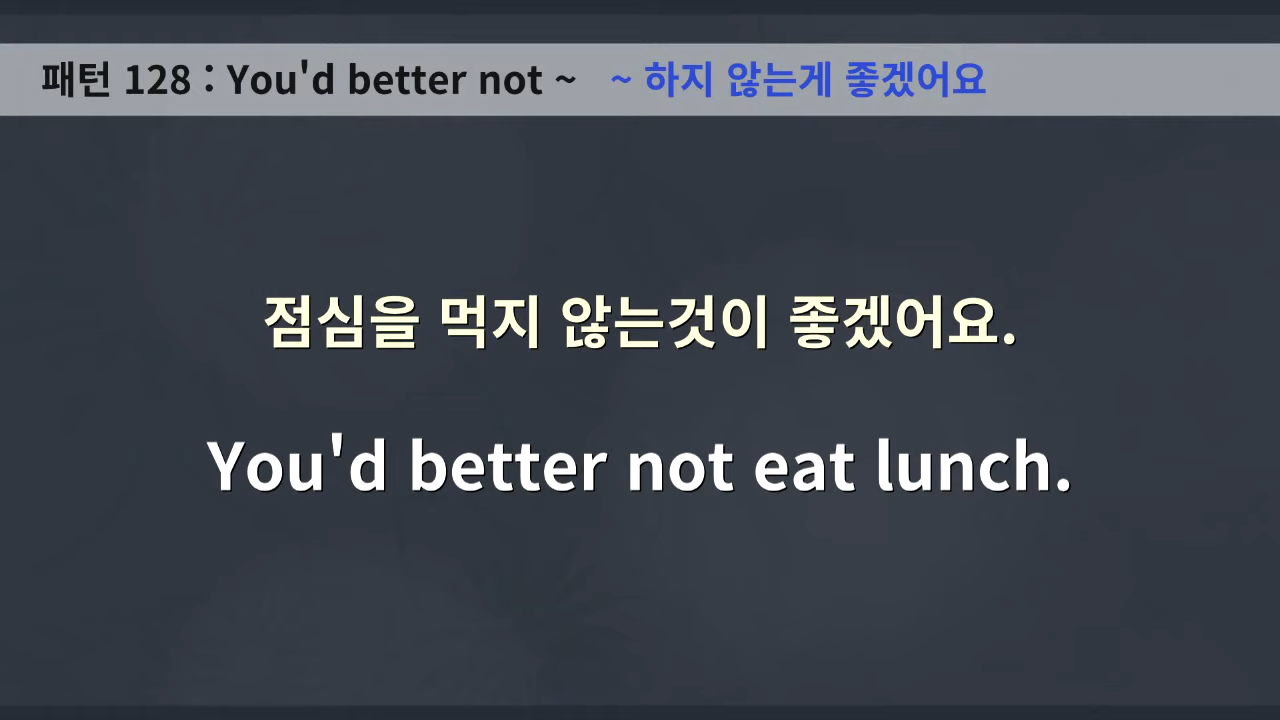 패턴 128 : You'd better not ~ ~ 하지 않는게 좋겠어요
점심을 먹지 않는것이 좋겠어요.
You'd better not eat lunch.